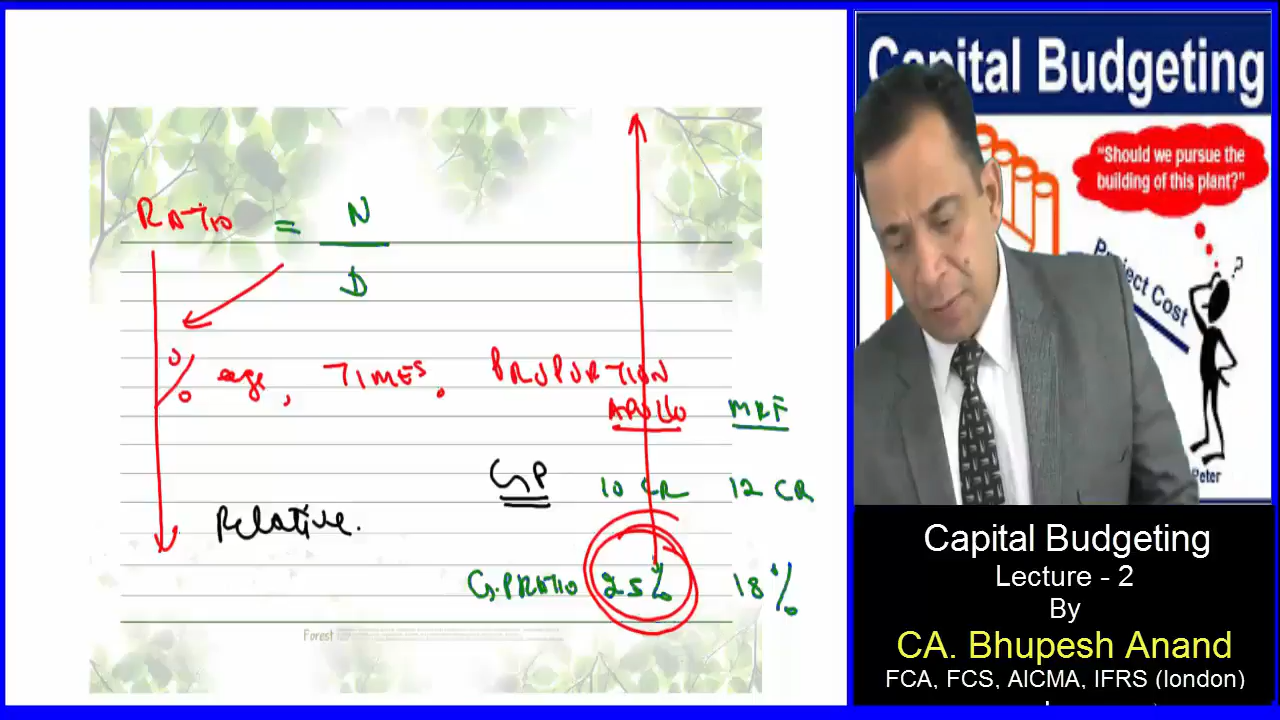 RATIO = N
D
% age, TIMES, PROPORTION
APOLLO MRF
GP 10 CR 12 CR
Relative.
G.P RATIO 25% 18%
Forest
Capital Budgeting
"Should we pursue the
building of this plant?"
Project Cost
?
Peter
Capital Budgeting
Lecture - 2
By
CA. Bhupesh Anand
FCA, FCS, AICMA, IFRS (london)